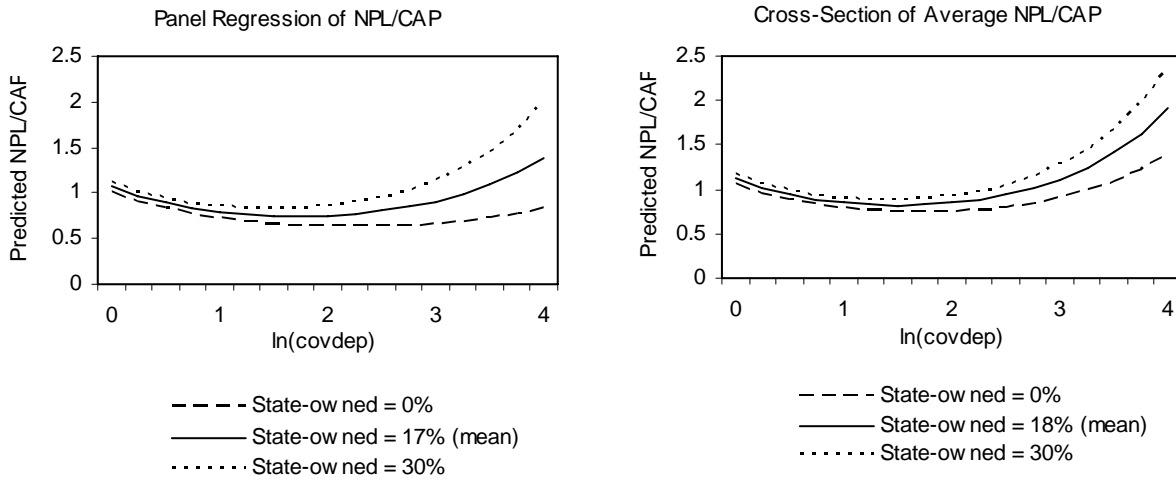 Panel Regression of NPL/CAP
2.5
2
1.5
1
0.5
0
Predicted NPL/CAF
0 1 2 3 4
ln(covdep)
State-ow ned = 0%
State-ow ned = 17% (mean)
State-ow ned = 30%
Cross-Section of Average NPL/CAP
2.5
2
1.5
1
0.5
0
Predicted NPL/CAF
0 1 2 3 4
ln(covdep)
State-ow ned = 0%
State-ow ned = 18% (mean)
State-ow ned = 30%